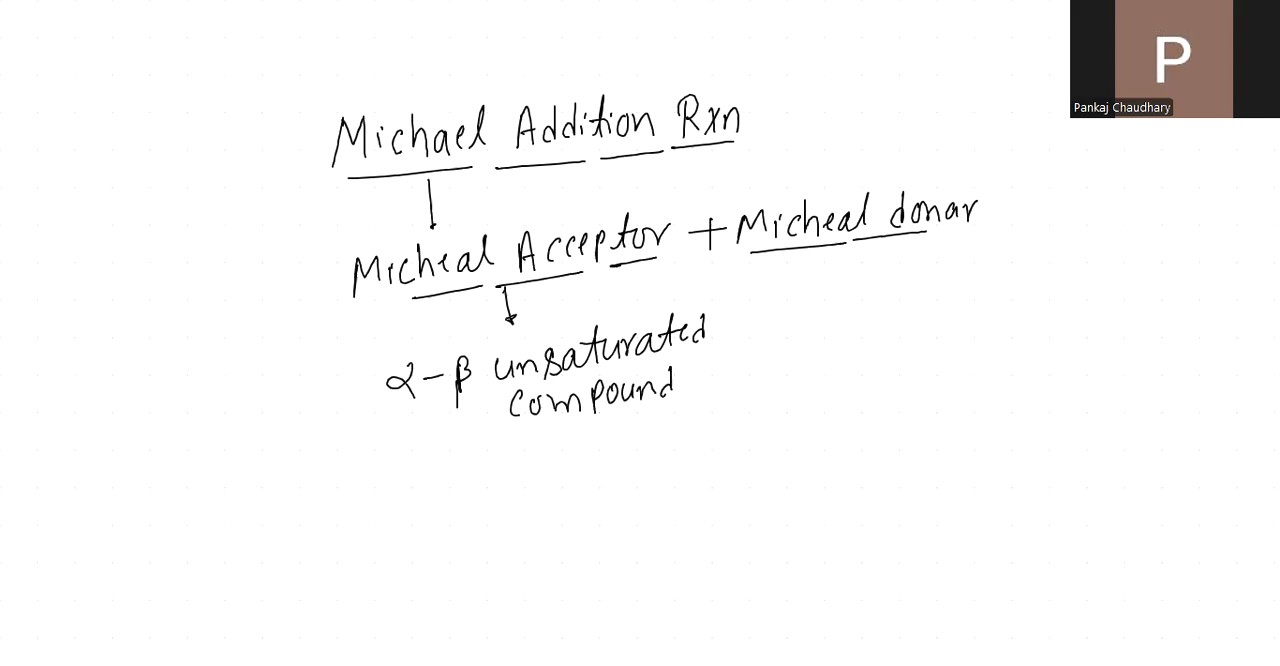 P
Pankaj Chaudhary
Michael Addition Rxn
Micheal Acceptor + Micheal donar
α-β unsaturated
compound